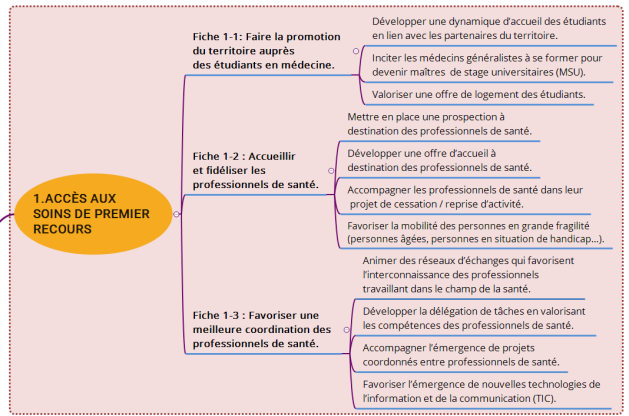 1.ACCÈS AUX
SOINS DE PREMIER
RECOURS
Fiche 1-1: Faire la promotion
du territoire auprès
des étudiants en médecine.
Développer une dynamique d'accueil des étudiants
en lien avec les partenaires du territoire.
Inciter les médecins généralistes à se former pour
devenir maîtres de stage universitaires (MSU).
Valoriser une offre de logement des étudiants.
Fiche 1-2 : Accueillir
et fidéliser les
professionnels de santé.
Mettre en place une prospection à
destination des professionnels de santé.
Développer une offre d'accueil à
destination des professionnels de santé.
Accompagner les professionnels de santé dans leur
projet de cessation / reprise d'activité.
Favoriser la mobilité des personnes en grande fragilité
(personnes âgées, personnes en situation de handicap...).
Fiche 1-3 : Favoriser une
meilleure coordination des
professionnels de santé.
Animer des réseaux d'échanges qui favorisent
l'interconnaissance des professionnels
travaillant dans le champ de la santé.
Développer la délégation de tâches en valorisant
les compétences des professionnels de santé.
Accompagner l'émergence de projets
coordonnés entre professionnels de santé.
Favoriser l'émergence de nouvelles technologies de
l'information et de la communication (TIC).